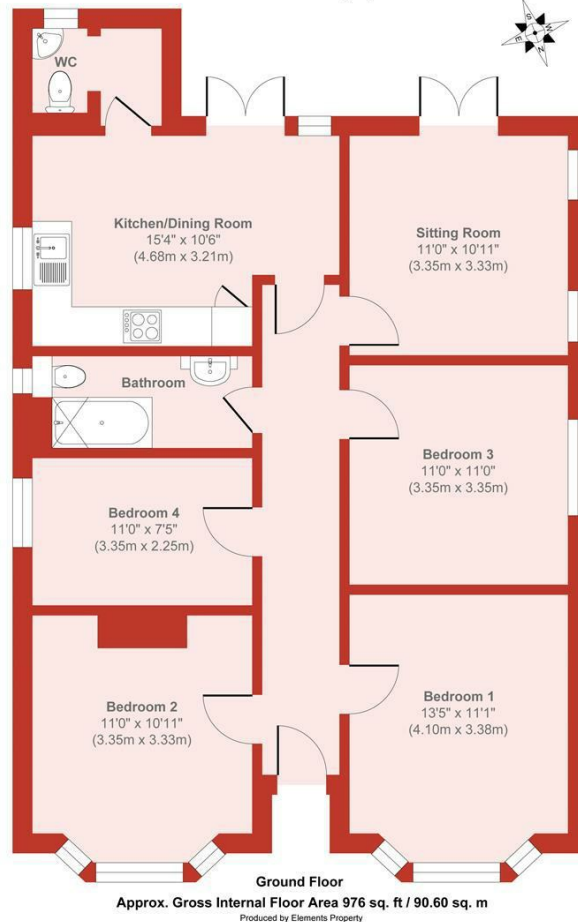 S
W
E
N
WC
Kitchen/Dining Room
15'4" x 10'6"
(4.68m x 3.21m)
Sitting Room
11'0" x 10'11"
(3.35m x 3.33m)
Bathroom
Bedroom 3
11'0" x 11'0"
(3.35m x 3.35m)
Bedroom 4
11'0" x 7'5"
(3.35m x 2.25m)
Bedroom 2
11'0" x 10'11"
(3.35m x 3.33m)
Bedroom 1
13'5" x 11'1"
(4.10m x 3.38m)
Ground Floor
Approx. Gross Internal Floor Area 976 sq. ft / 90.60 sq. m
Produced by Elements Property